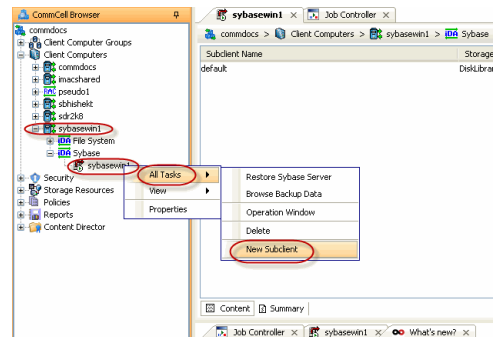 CommCell Browser
sybasewin1
Job Controller
commdocs
Client Computer Groups
Client Computers
commdocs
imacshared
pseudo1
sbhishekt
sdr2k8
sybasewin1
iDA File System
iDA Sybase
sybasewin1
Security
Storage Resources
Policies
Reports
Content Director
commdocs > Client Computers > sybasewin1 > iDA Sybase
Subclient Name Storage
default DiskLibrar
All Tasks
View
Properties
Restore Sybase Server
Browse Backup Data
Operation Window
Delete
New Subclient
Content Summary
Job Controller sybasewin1 What's new?